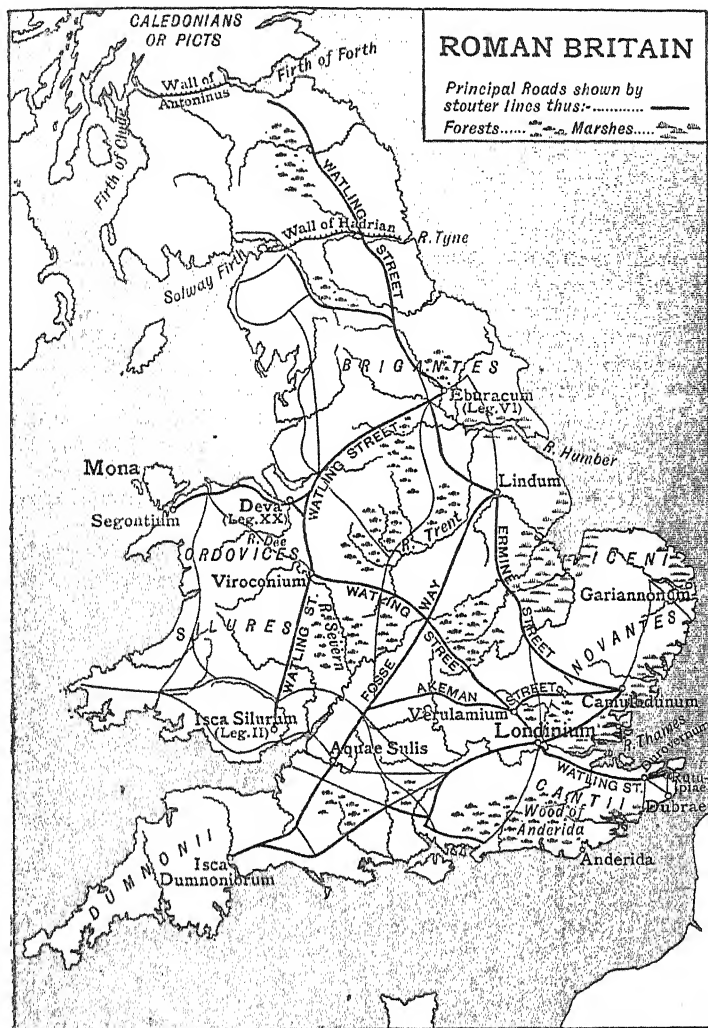 CALEDONIANS
OR PICTS
ROMAN BRITAIN
Principal Roads shown by
stouter lines thus:-............
Forests...... Marshes.....
Firth of Forth
Wall of
Antoninus
Firth of Clyde
WATLING
STREET
Wall of Hadrian
R. Tyne
Solway Firth
BRIGANTES
Eburacum
(Leg. VI)
R. Humber
WATLING STREET
Mona
Segontium
Deva
(Leg. XX)
R. Dee
Lindum
R. Trent
ORDOVICES
Viroconium
ERMINE
STREET
ICENI
Gariannonum
WATLING
STREET
FOSSE WAY
SILURES
WATLING ST.
R. Severn
NOVANTES
AKEMAN
STREET
Verulamium
Camulodunum
Isca Silurum
(Leg. II)
Londinium
R. Thames
Aquae Sulis
Durovernum
WATLING ST.
Rutu-
piae
Dubrae
CANTII
Wood of
Anderida
Anderida
DUMNONII
Isca
Dumnoniorum